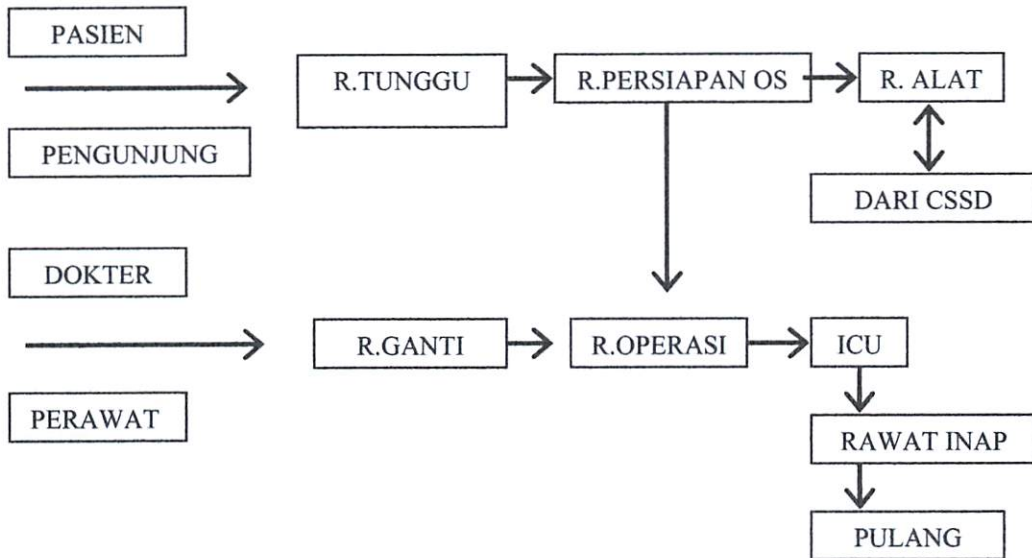 PASIEN
R.TUNGGU
R.PERSIAPAN OS
R. ALAT
PENGUNJUNG
DARI CSSD
DOKTER
R.GANTI
R.OPERASI
ICU
PERAWAT
RAWAT INAP
PULANG